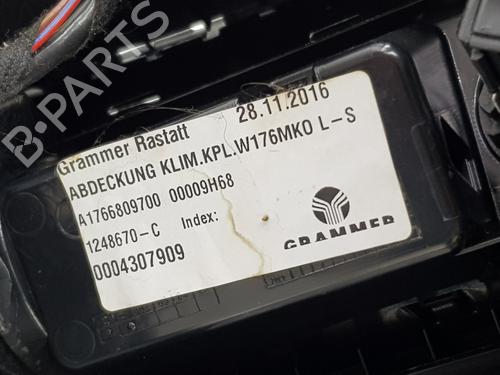 Grammer Rastatt
28.11.2016
ABDECKUNG KLIM.KPL.W176MKO L-S
A1766809700 00009H68
1248670-C Index:
0004307909
GRAMMER
B-PARTS